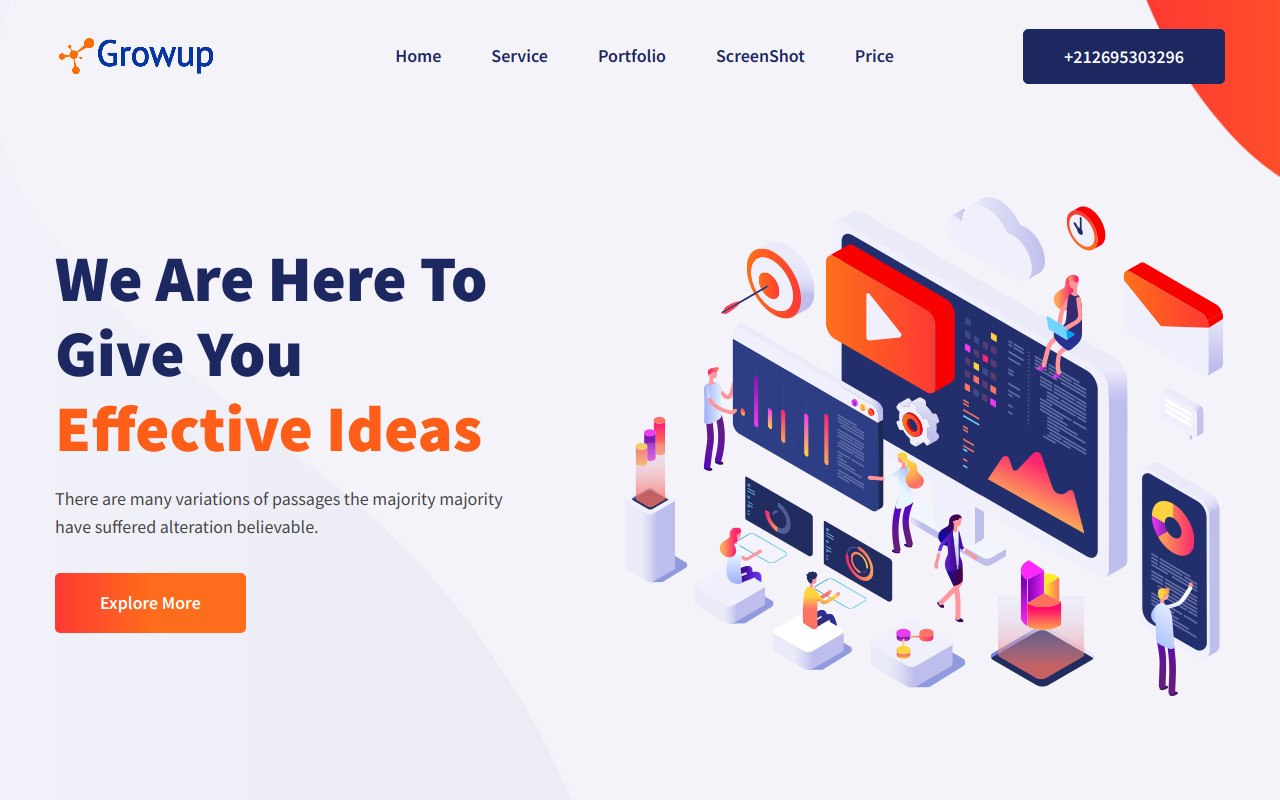 Growup
Home
Service
Portfolio
ScreenShot
Price
+212695303296
We Are Here To
Give You
Effective Ideas
There are many variations of passages the majority majority
have suffered alteration believable.
Explore More